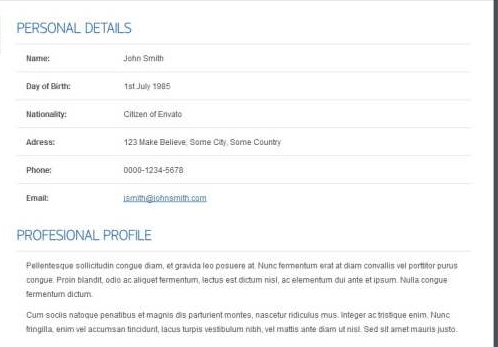 PERSONAL DETAILS
Name: John Smith
Day of Birth: 1st July 1985
Nationality: Citizen of Envato
Adress: 123 Make Believe, Some City, Some Country
Phone: 0000-1234-5678
Email: jsmith@johnsmith.com
PROFESIONAL PROFILE
Pellentesque sollicitudin congue diam, et gravida leo posuere at. Nunc fermentum erat at diam convallis vel porttitor purus
congue. Proin blandit, odio ac aliquet fermentum, lectus est dictum nisl, ac elementum dui ante et ipsum. Nulla congue
fermentum dictum.
Cum sociis natoque penatibus et magnis dis parturient montes, nascetur ridiculus mus. Integer ac tristique enim. Nunc
fringilla, enim vel accumsan tincidunt, lacus turpis vestibulum nibh, vel mattis ante diam ut nisl. Sed sit amet mauris justo.